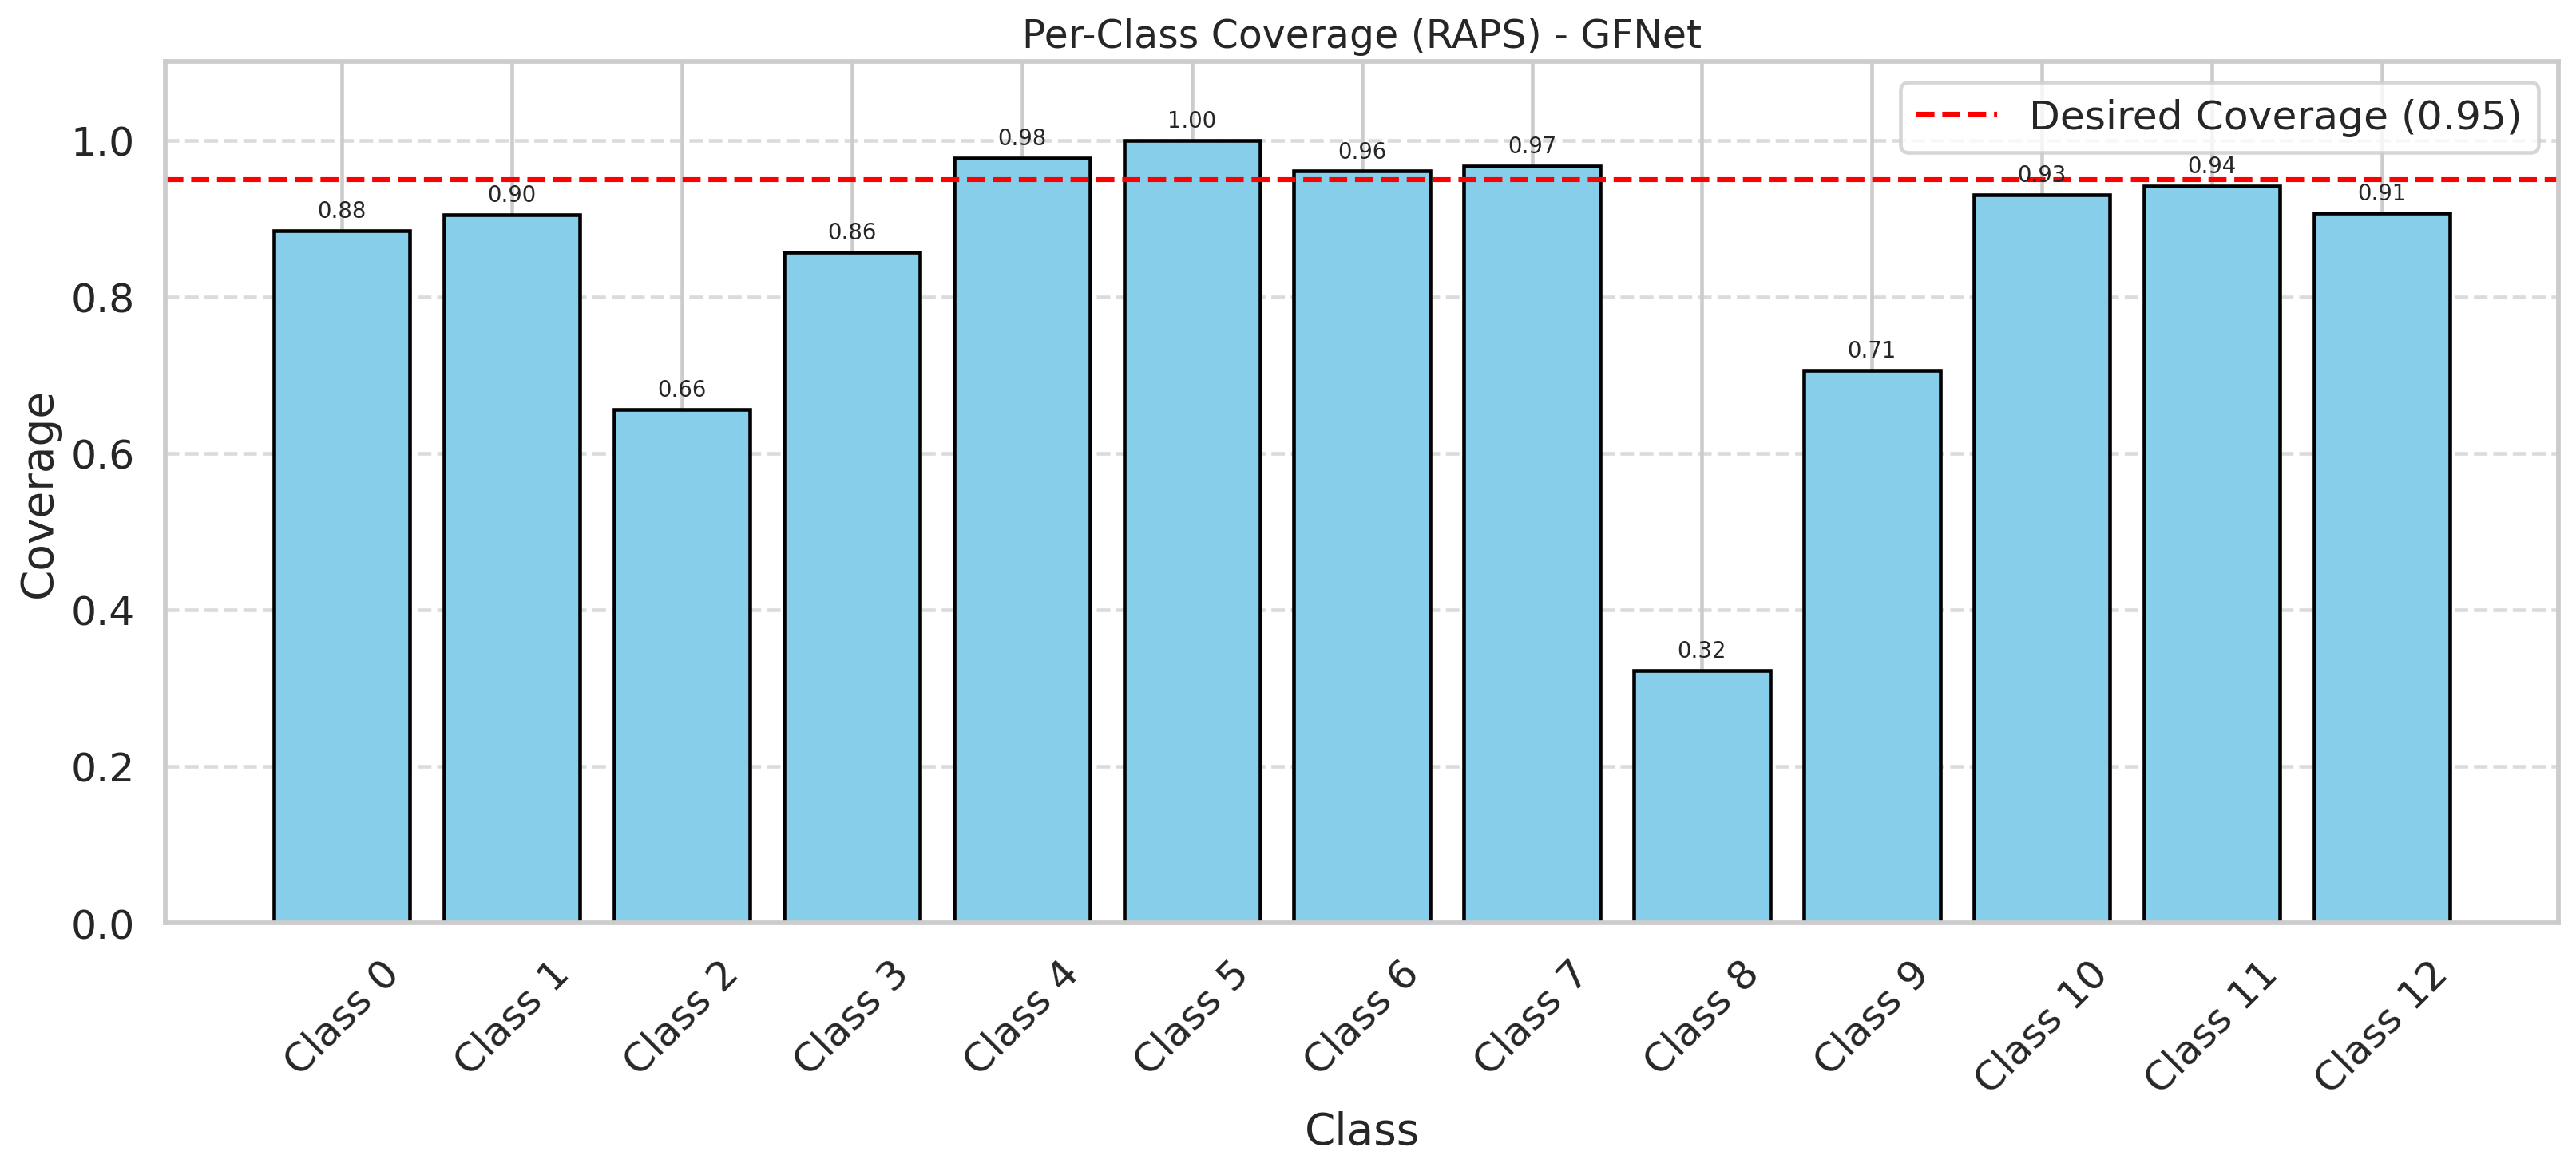 Per-Class Coverage (RAPS) - GFNet
Desired Coverage (0.95)
Coverage
1.0
0.8
0.6
0.4
0.2
0.0
0.88
0.90
0.66
0.86
0.98
1.00
0.96
0.97
0.32
0.71
0.93
0.94
0.91
Class 0
Class 1
Class 2
Class 3
Class 4
Class 5
Class 6
Class 7
Class 8
Class 9
Class 10
Class 11
Class 12
Class